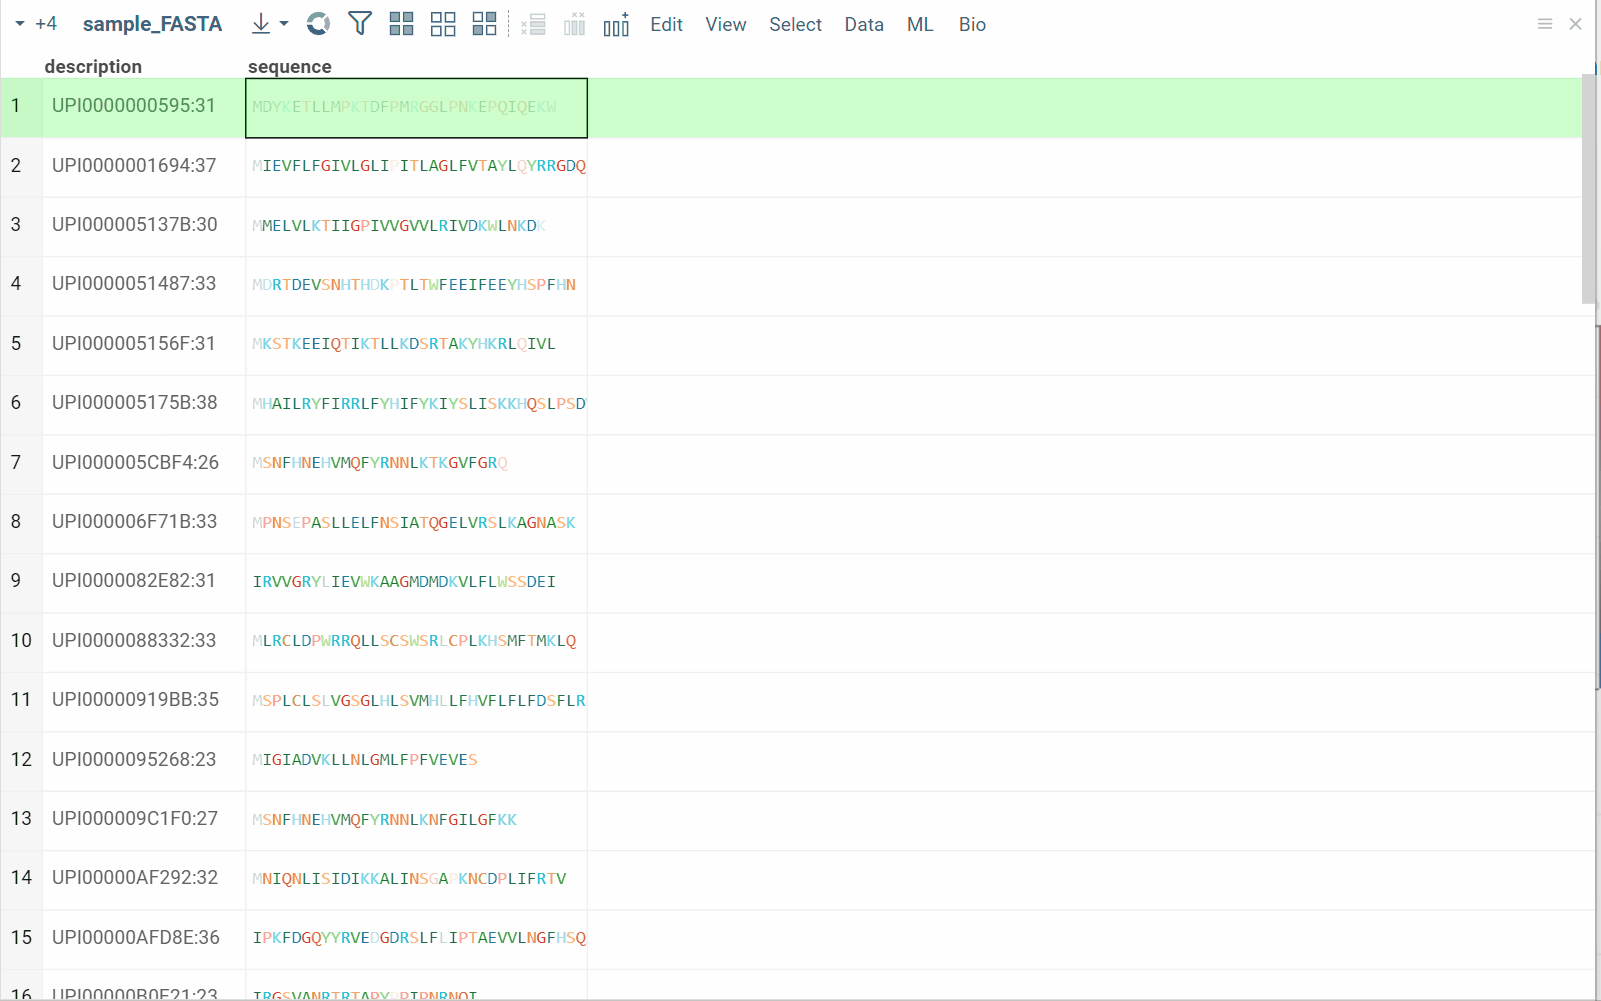 +4 sample_FASTA Edit View Select Data ML Bio
description sequence
1 UPI0000000595:31 MDYKETLLMPKTDFPMRGGLPNKEPQIQEKW
2 UPI0000001694:37 MIEVFLFGIVLGLIPITLAGLFVTAYLQYRRGDQ
3 UPI000005137B:30 MMELVLKTIIGPIVVGVVLRIVDKWLNKDK
4 UPI0000051487:33 MDRTDEVSNHTHDKPTLTWFEEIFEEYHSPFHN
5 UPI000005156F:31 MKSTKEEIQTIKTLLKDSRTAKYHKRLQIVL
6 UPI000005175B:38 MHAILRYFIRRLFYHIFYKIYSLISKKHQSLPSD
7 UPI000005CBF4:26 MSNFHNEHVMQFYRNNLKTKGVFGRQ
8 UPI000006F71B:33 MPNSEPASLLELFNSIATQGELVRSLKAGNASK
9 UPI0000082E82:31 IRVVGRYLIEVWKAAGMDMDKVLFLWSSDEI
10 UPI0000088332:33 MLRCLDPWRRQLLSCSWSRLCPLKHSMFTMKLQ
11 UPI00000919BB:35 MSPLCLSLVGSGLHLSVMHLLFHVFLFLFDSFLR
12 UPI0000095268:23 MIGIADVKLLNLGMLFPFVEVES
13 UPI000009C1F0:27 MSNFHNEHVMQFYRNNLKNFGILGFKK
14 UPI00000AF292:32 MNIQNLISIDIKKALINSGAPKNCDPLIFRTV
15 UPI00000AFD8E:36 IPKFDGQYYRVEDGDRSLFLIPTAEVVLNGFHSQ
16 UPI00000B0F21:23 IRGSVANRTRTAPYPPIPNRNQI